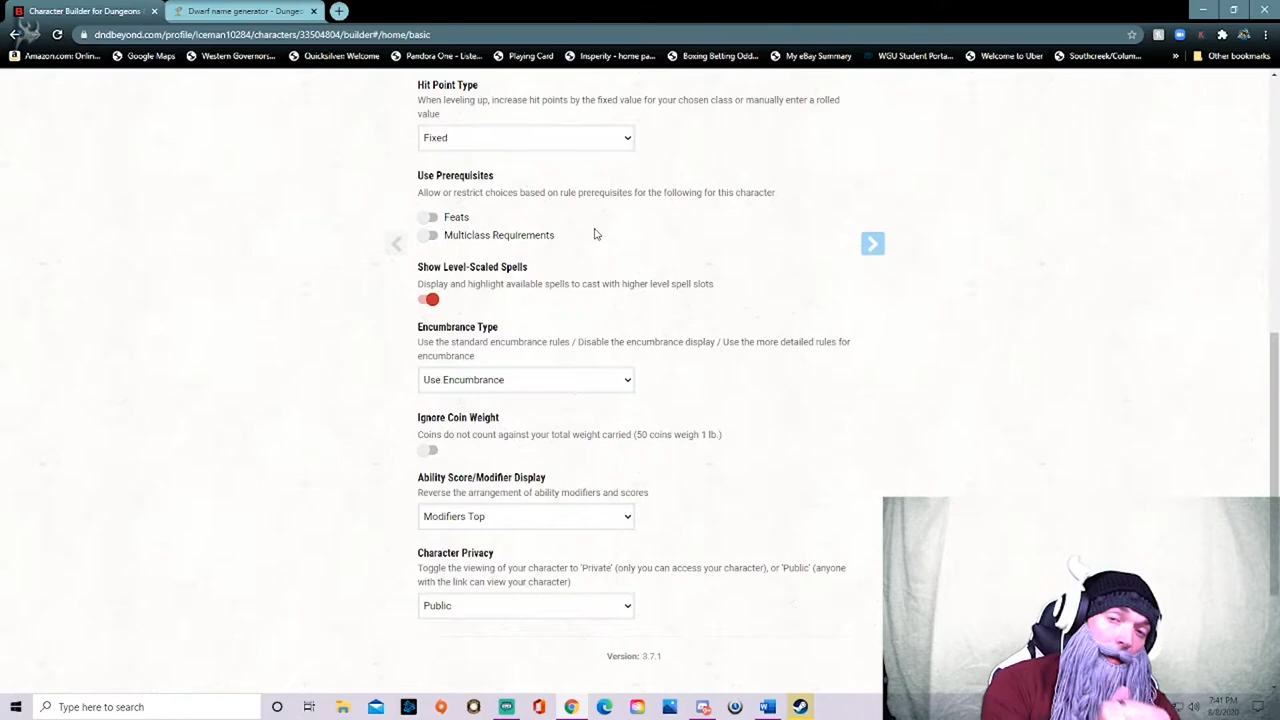 Character Builder for Dungeons
Dwarf name generator - Dunge
dndbeyond.com/profile/Iceman10284/characters/33504804/builder#/home/basic
Amazon.com: Onlin...
Google Maps
Western Governors...
Quicksilver: Welcome
Pandora One - Liste...
Playing Card
Insperity - home pa...
Boxing Betting Odd...
My eBay Summary
WGU Student Porta...
Welcome to Uber
Southcreek/Colum...
»
Other bookmarks
Hit Point Type
When leveling up, increase hit points by the fixed value for your chosen class or manually enter a rolled
value
Fixed
Use Prerequisites
Allow or restrict choices based on rule prerequisites for the following for this character
Feats
Multiclass Requirements
Show Level-Scaled Spells
Display and highlight available spells to cast with higher level spell slots
Encumbrance Type
Use the standard encumbrance rules / Disable the encumbrance display / Use the more detailed rules for
encumbrance
Use Encumbrance
Ignore Coin Weight
Coins do not count against your total weight carried (50 coins weigh 1 lb.)
Ability Score/Modifier Display
Reverse the arrangement of ability modifiers and scores
Modifiers Top
Character Privacy
Toggle the viewing of your character to 'Private' (only you can access your character), or 'Public' (anyone
with the link can view your character)
Public
Version: 3.7.1
Type here to search
7:41 PM
8/8/2020